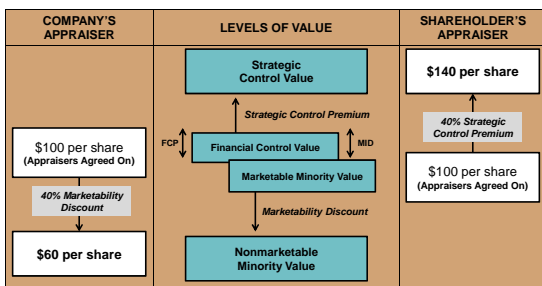 COMPANY'S
APPRAISER
LEVELS OF VALUE
SHAREHOLDER'S
APPRAISER
$100 per share
(Appraisers Agreed On)
40% Marketability
Discount
$60 per share
Strategic
Control Value
Strategic Control Premium
FCP
Financial Control Value
MID
Marketable Minority Value
Marketability Discount
Nonmarketable
Minority Value
$140 per share
40% Strategic
Control Premium
$100 per share
(Appraisers Agreed On)